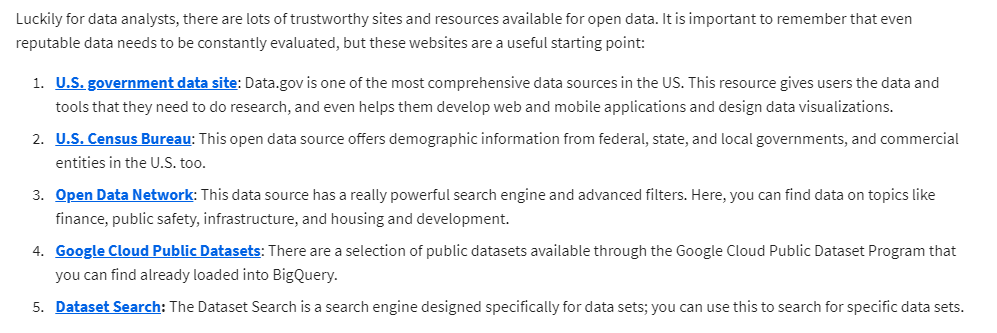 Luckily for data analysts, there are lots of trustworthy sites and resources available for open data. It is important to remember that even
reputable data needs to be constantly evaluated, but these websites are a useful starting point:
1. U.S. government data site: Data.gov is one of the most comprehensive data sources in the US. This resource gives users the data and
tools that they need to do research, and even helps them develop web and mobile applications and design data visualizations.
2. U.S. Census Bureau: This open data source offers demographic information from federal, state, and local governments, and commercial
entities in the U.S. too.
3. Open Data Network: This data source has a really powerful search engine and advanced filters. Here, you can find data on topics like
finance, public safety, infrastructure, and housing and development.
4. Google Cloud Public Datasets: There are a selection of public datasets available through the Google Cloud Public Dataset Program that
you can find already loaded into BigQuery.
5. Dataset Search: The Dataset Search is a search engine designed specifically for data sets; you can use this to search for specific data sets.